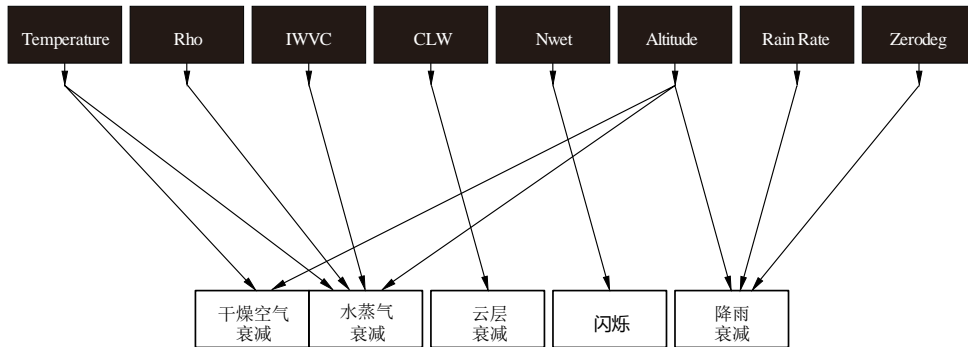 Temperature
Rho
IWVC
CLW
Nwet
Altitude
Rain Rate
Zerodeg
干燥空气
衰减
水蒸气
衰减
云层
衰减
闪烁
降雨
衰减